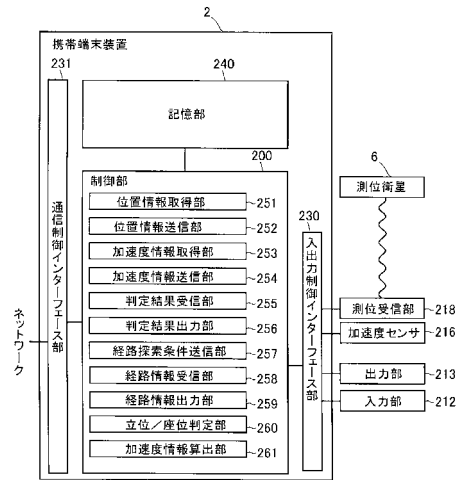 2
携帯端末装置
231
240
記憶部
200
制御部
位置情報取得部 251
位置情報送信部 252
加速度情報取得部 253
加速度情報送信部 254
判定結果受信部 255
判定結果出力部 256
経路探索条件送信部 257
経路情報受信部 258
経路情報出力部 259
立位/座位判定部 260
加速度情報算出部 261
通信制御インターフェース部
ネットワーク
230
入出力制御インターフェース部
6
測位衛星
測位受信部 218
加速度センサ 216
出力部 213
入力部 212